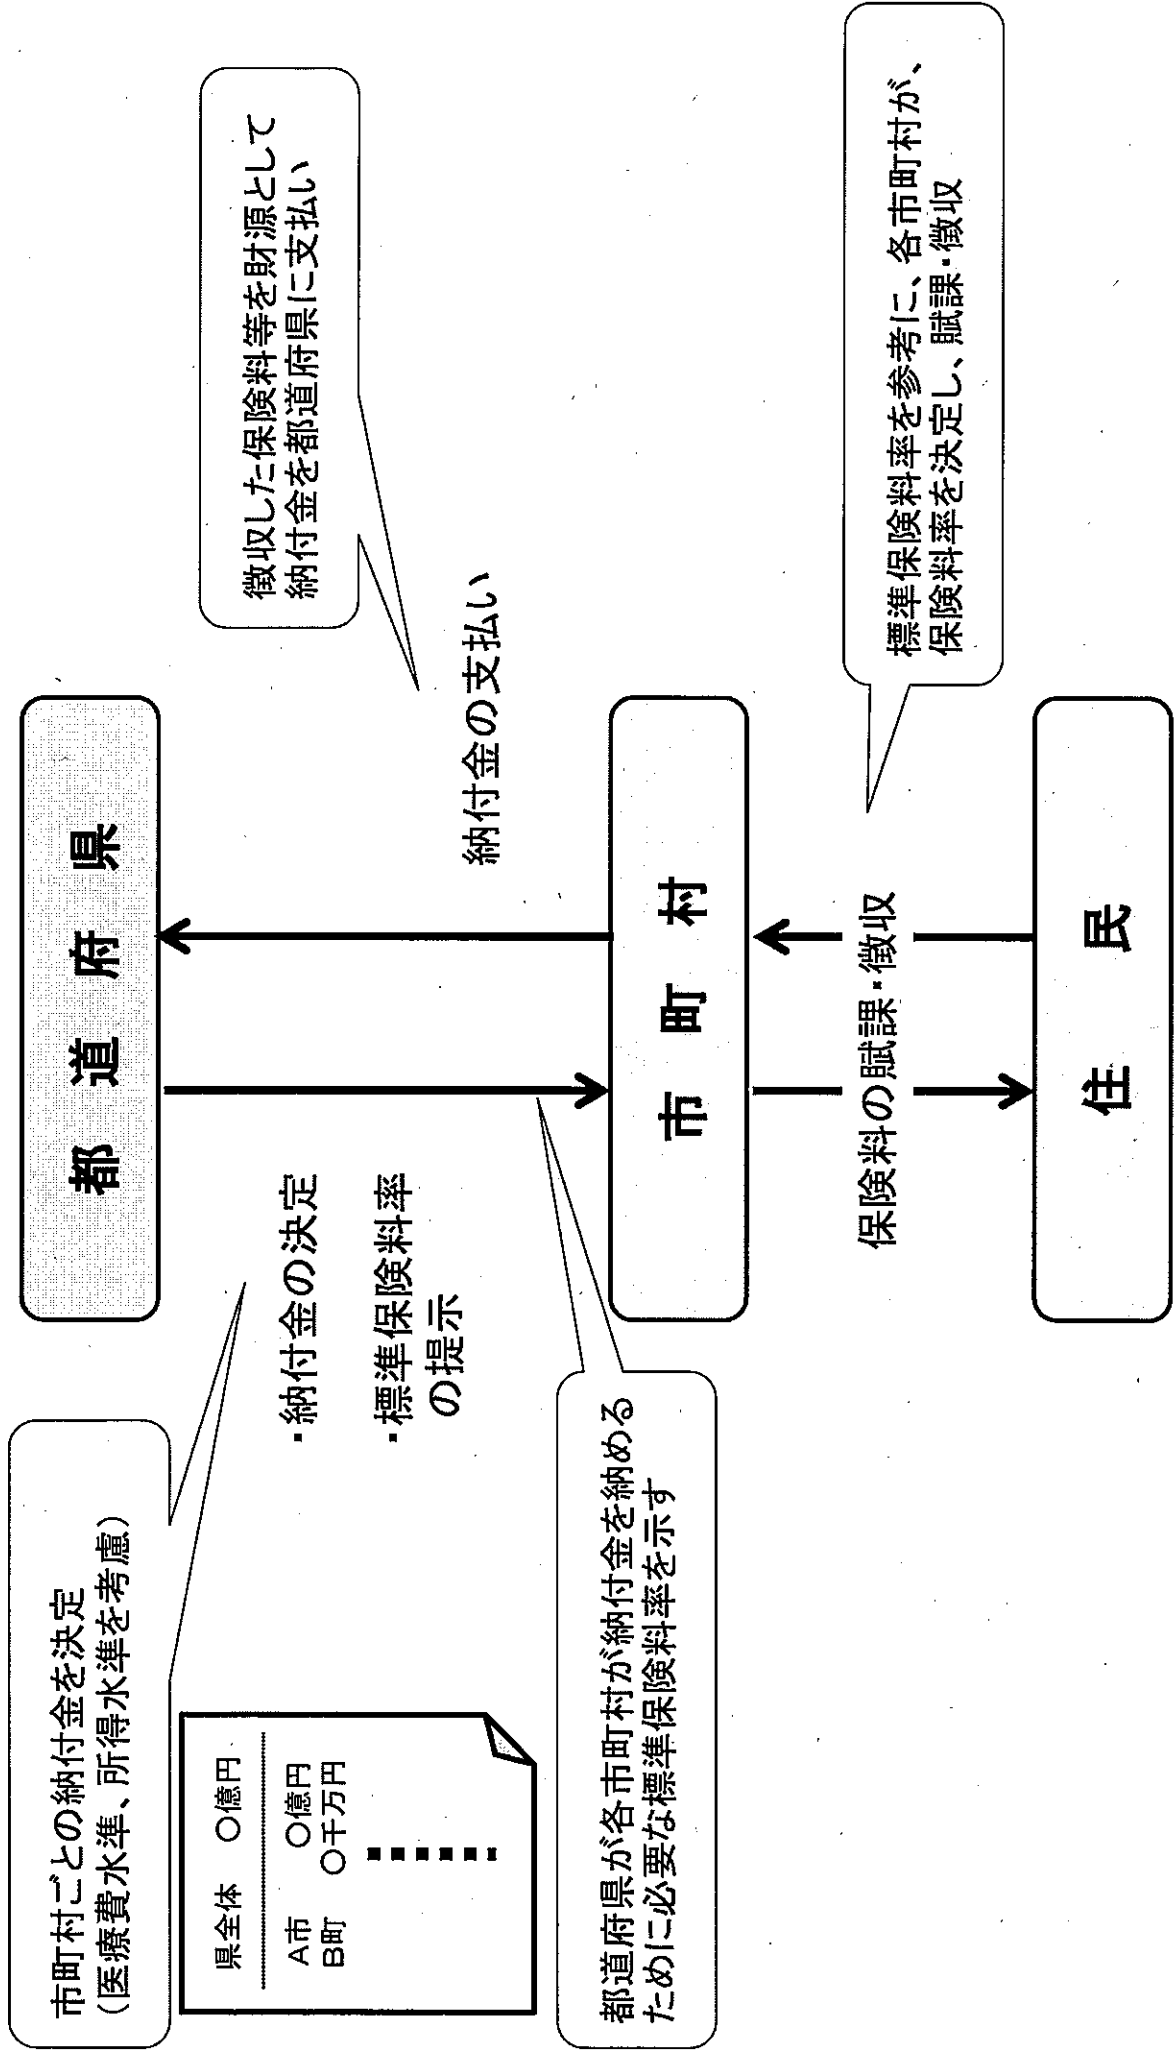 市町村ごとの納付金を決定
(医療費水準、所得水準を考慮)
県全体　〇億円
A市　〇億円
B町　〇千万円
都　道　府　県
・納付金の決定
・標準保険料率
の提示
納付金の支払い
徴収した保険料等を財源として
納付金を都道府県に支払い
都道府県が各市町村が納付金を納める
ために必要な標準保険料率を示す
市　町　村
保険料の賦課・徴収
標準保険料率を参考に、各市町村が、
保険料率を決定し、賦課・徴収
住　民